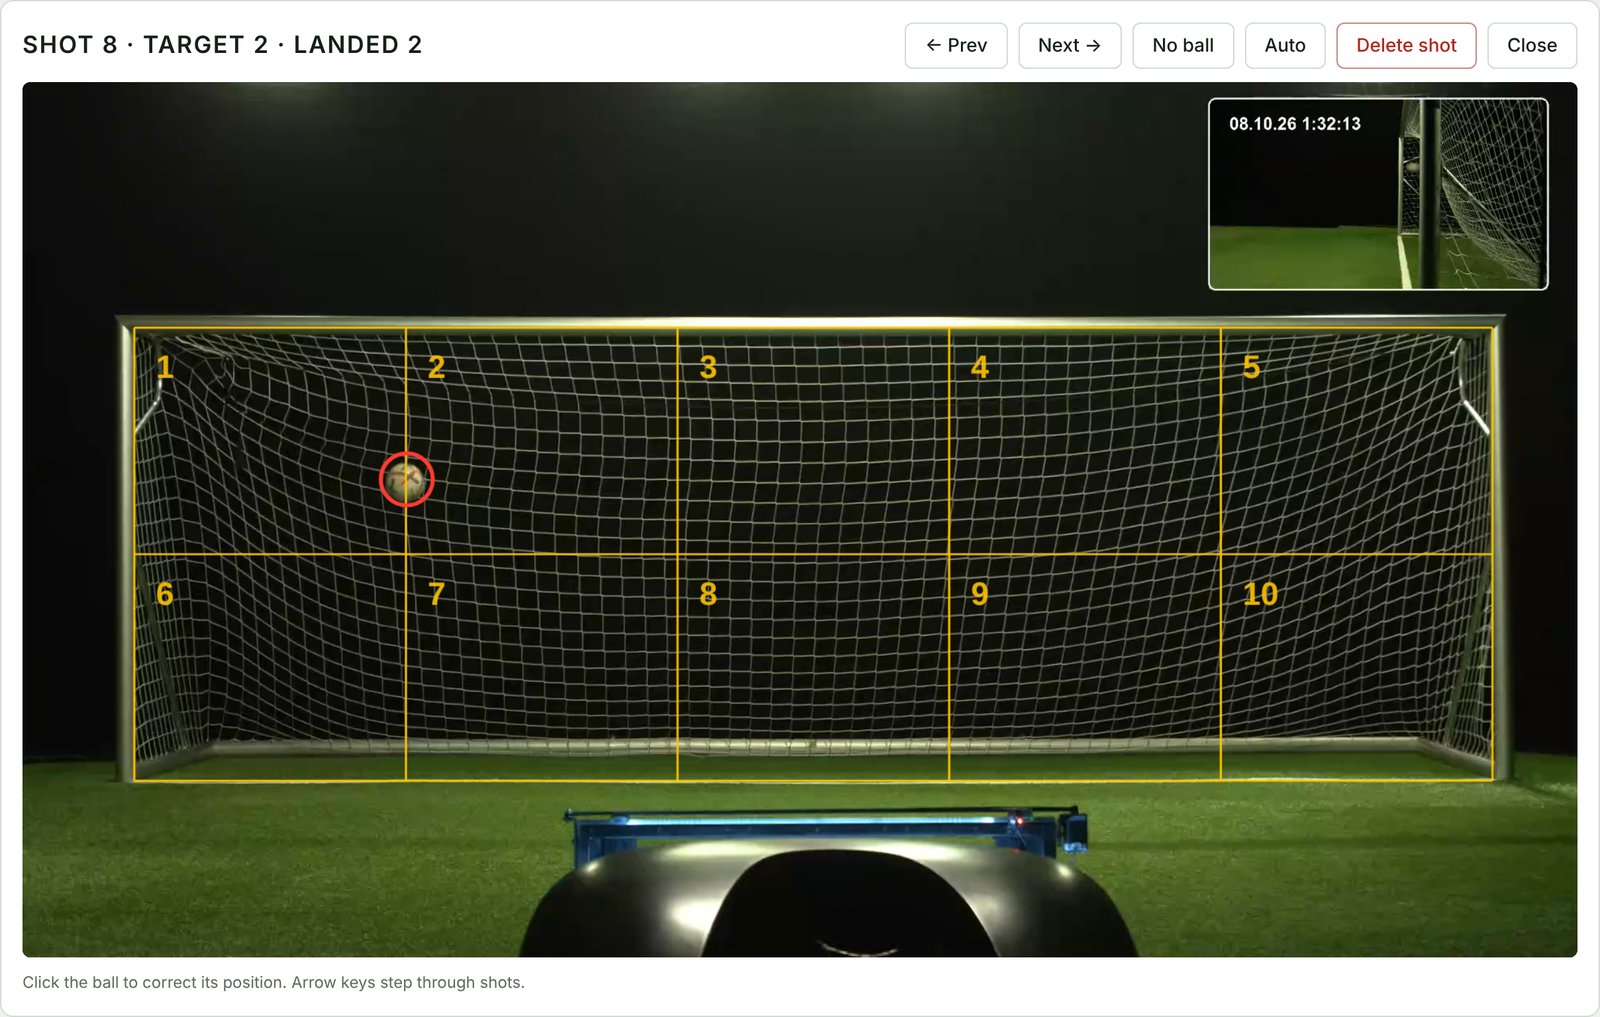 SHOT 8 · TARGET 2 · LANDED 2
← Prev
Next →
No ball
Auto
Delete shot
Close
08.10.26 1:32:13
1 2 3 4 5
6 7 8 9 10
Click the ball to correct its position. Arrow keys step through shots.